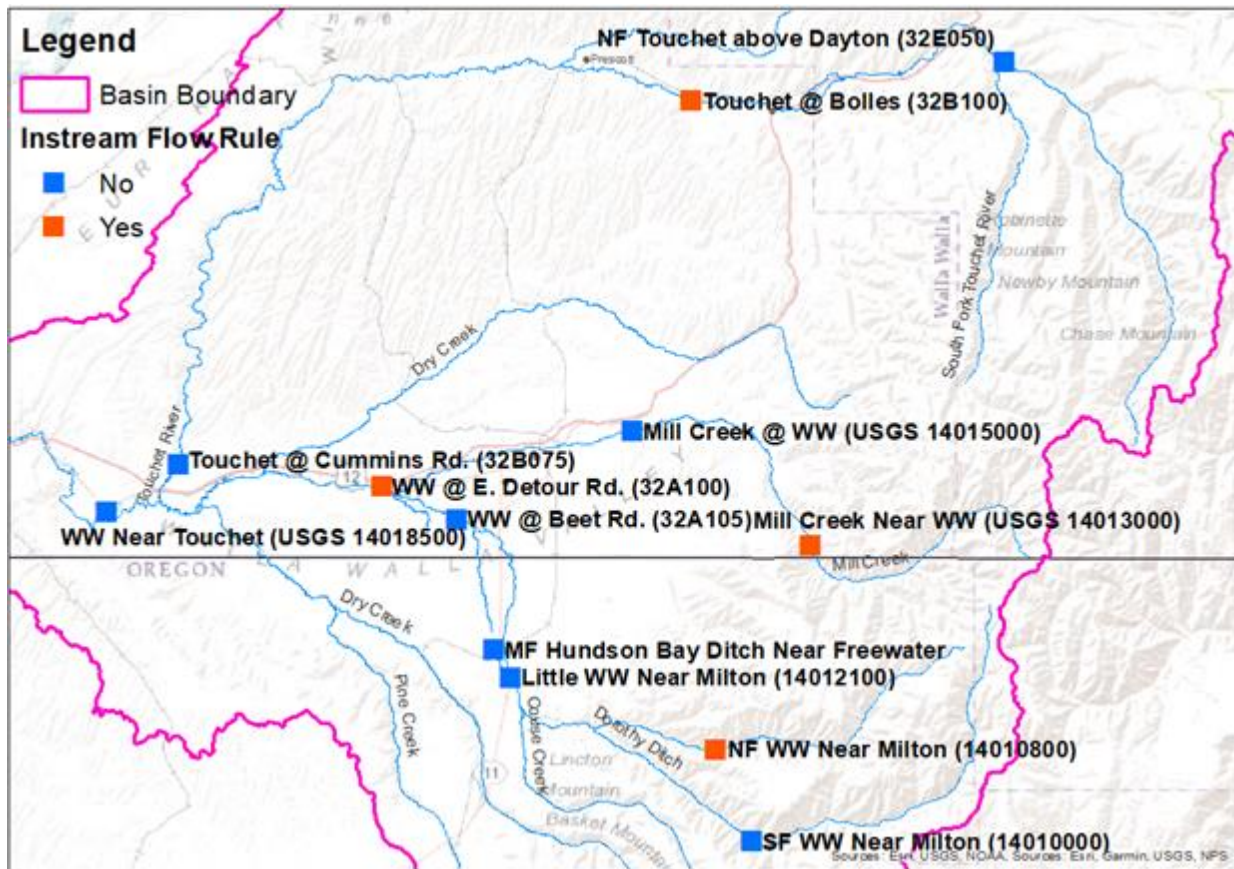 Legend
Basin Boundary
Instream Flow Rule
No
Yes
NF Touchet above Dayton (32E050)
Prescott
Touchet @ Bolles (32B100)
South Fork Touchet River
Walla Walla
Mountain
Newby Mountain
Chase Mountain
Dry Creek
Touchet River
Mill Creek @ WW (USGS 14015000)
Touchet @ Cummins Rd. (32B075)
12
WW @ E. Detour Rd. (32A100)
WW @ Beet Rd. (32A105)
Mill Creek Near WW (USGS 14013000)
WW Near Touchet (USGS 14018500)
Mill Creek
OREGON
Dry Creek
Pine Creek
MF Hundson Bay Ditch Near Freewater
Little WW Near Milton (14012100)
Couse Creek
Dorothy Ditch
NF WW Near Milton (14010800)
11
Lincton
Mountain
Basket Mountain
SF WW Near Milton (14010000)
Sources: Esri, USGS, NOAA, Sources: Esri, Garmin, USGS, NPS